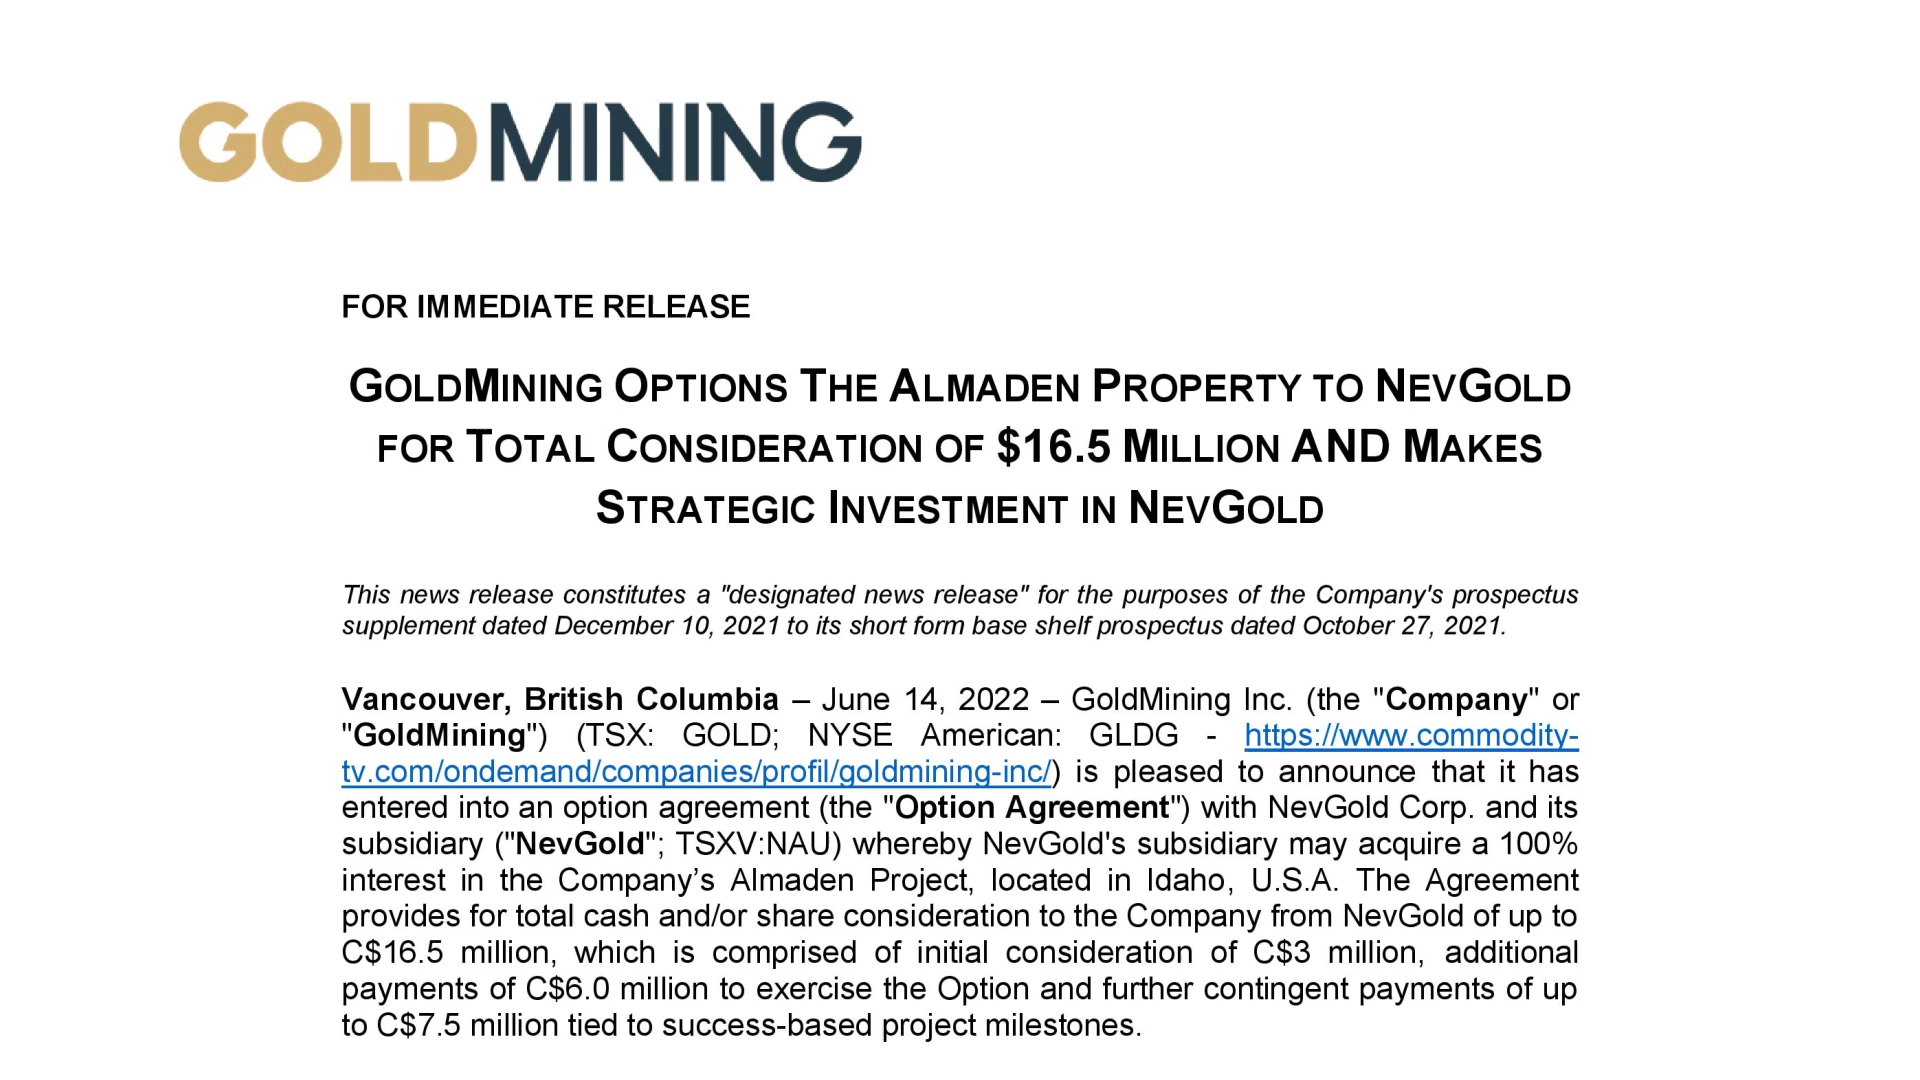 GOLDMINING
FOR IMMEDIATE RELEASE
GOLDMINING OPTIONS THE ALMADEN PROPERTY TO NEVGOLD
FOR TOTAL CONSIDERATION OF $16.5 MILLION AND MAKES
STRATEGIC INVESTMENT IN NEVGOLD
This news release constitutes a "designated news release" for the purposes of the Company's prospectus
supplement dated December 10, 2021 to its short form base shelf prospectus dated October 27, 2021.
Vancouver, British Columbia – June 14, 2022 – GoldMining Inc. (the "Company" or
"GoldMining") (TSX: GOLD; NYSE American: GLDG - https://www.commodity-
tv.com/ondemand/companies/profil/goldmining-inc/) is pleased to announce that it has
entered into an option agreement (the "Option Agreement") with NevGold Corp. and its
subsidiary ("NevGold"; TSXV:NAU) whereby NevGold's subsidiary may acquire a 100%
interest in the Company’s Almaden Project, located in Idaho, U.S.A. The Agreement
provides for total cash and/or share consideration to the Company from NevGold of up to
C$16.5 million, which is comprised of initial consideration of C$3 million, additional
payments of C$6.0 million to exercise the Option and further contingent payments of up
to C$7.5 million tied to success-based project milestones.